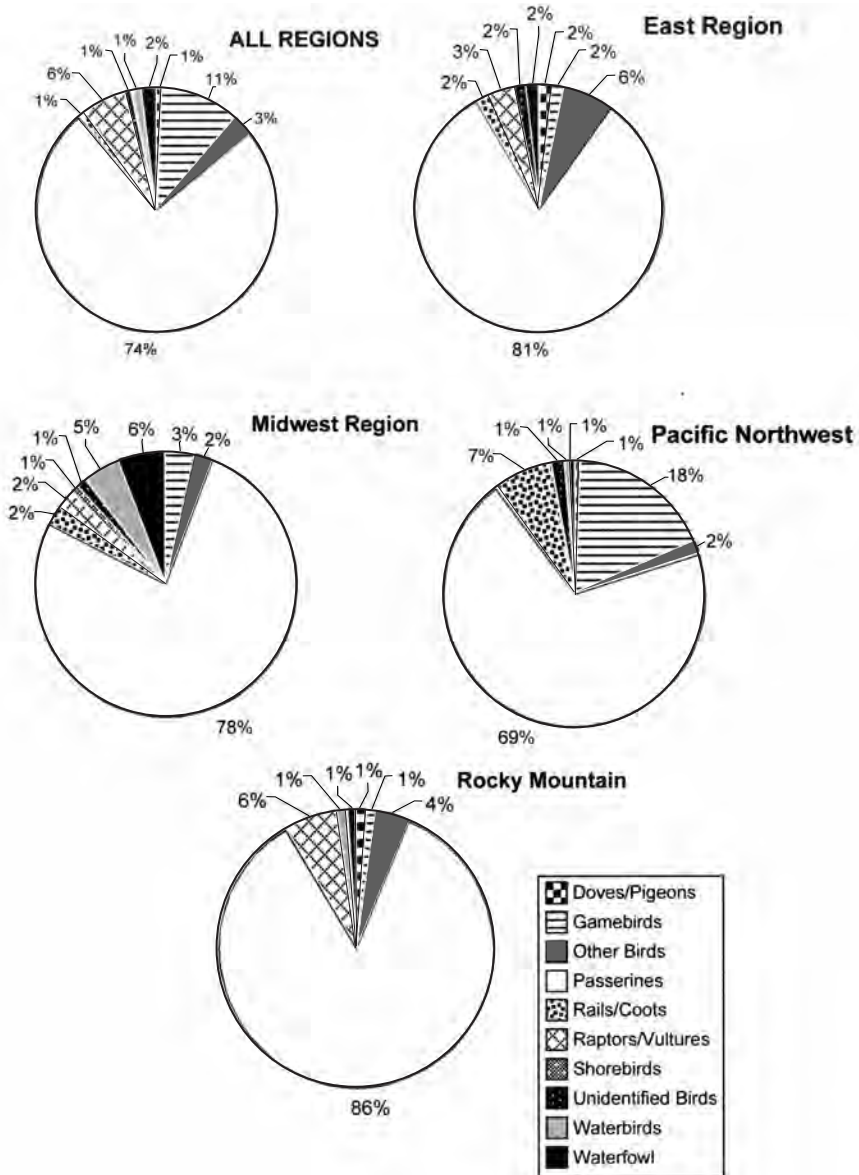 ALL REGIONS
1%
6%
1%
1%
2%
1%
11%
3%
74%
East Region
2%
3%
2%
2%
2%
2%
6%
81%
Midwest Region
2%
2%
1%
1%
5%
6%
3%
2%
78%
Pacific Northwest
7%
1%
1%
1%
1%
18%
2%
69%
Rocky Mountain
6%
1%
1%
1%
1%
4%
86%
Doves/Pigeons
Gamebirds
Other Birds
Passerines
Rails/Coots
Raptors/Vultures
Shorebirds
Unidentified Birds
Waterbirds
Waterfowl